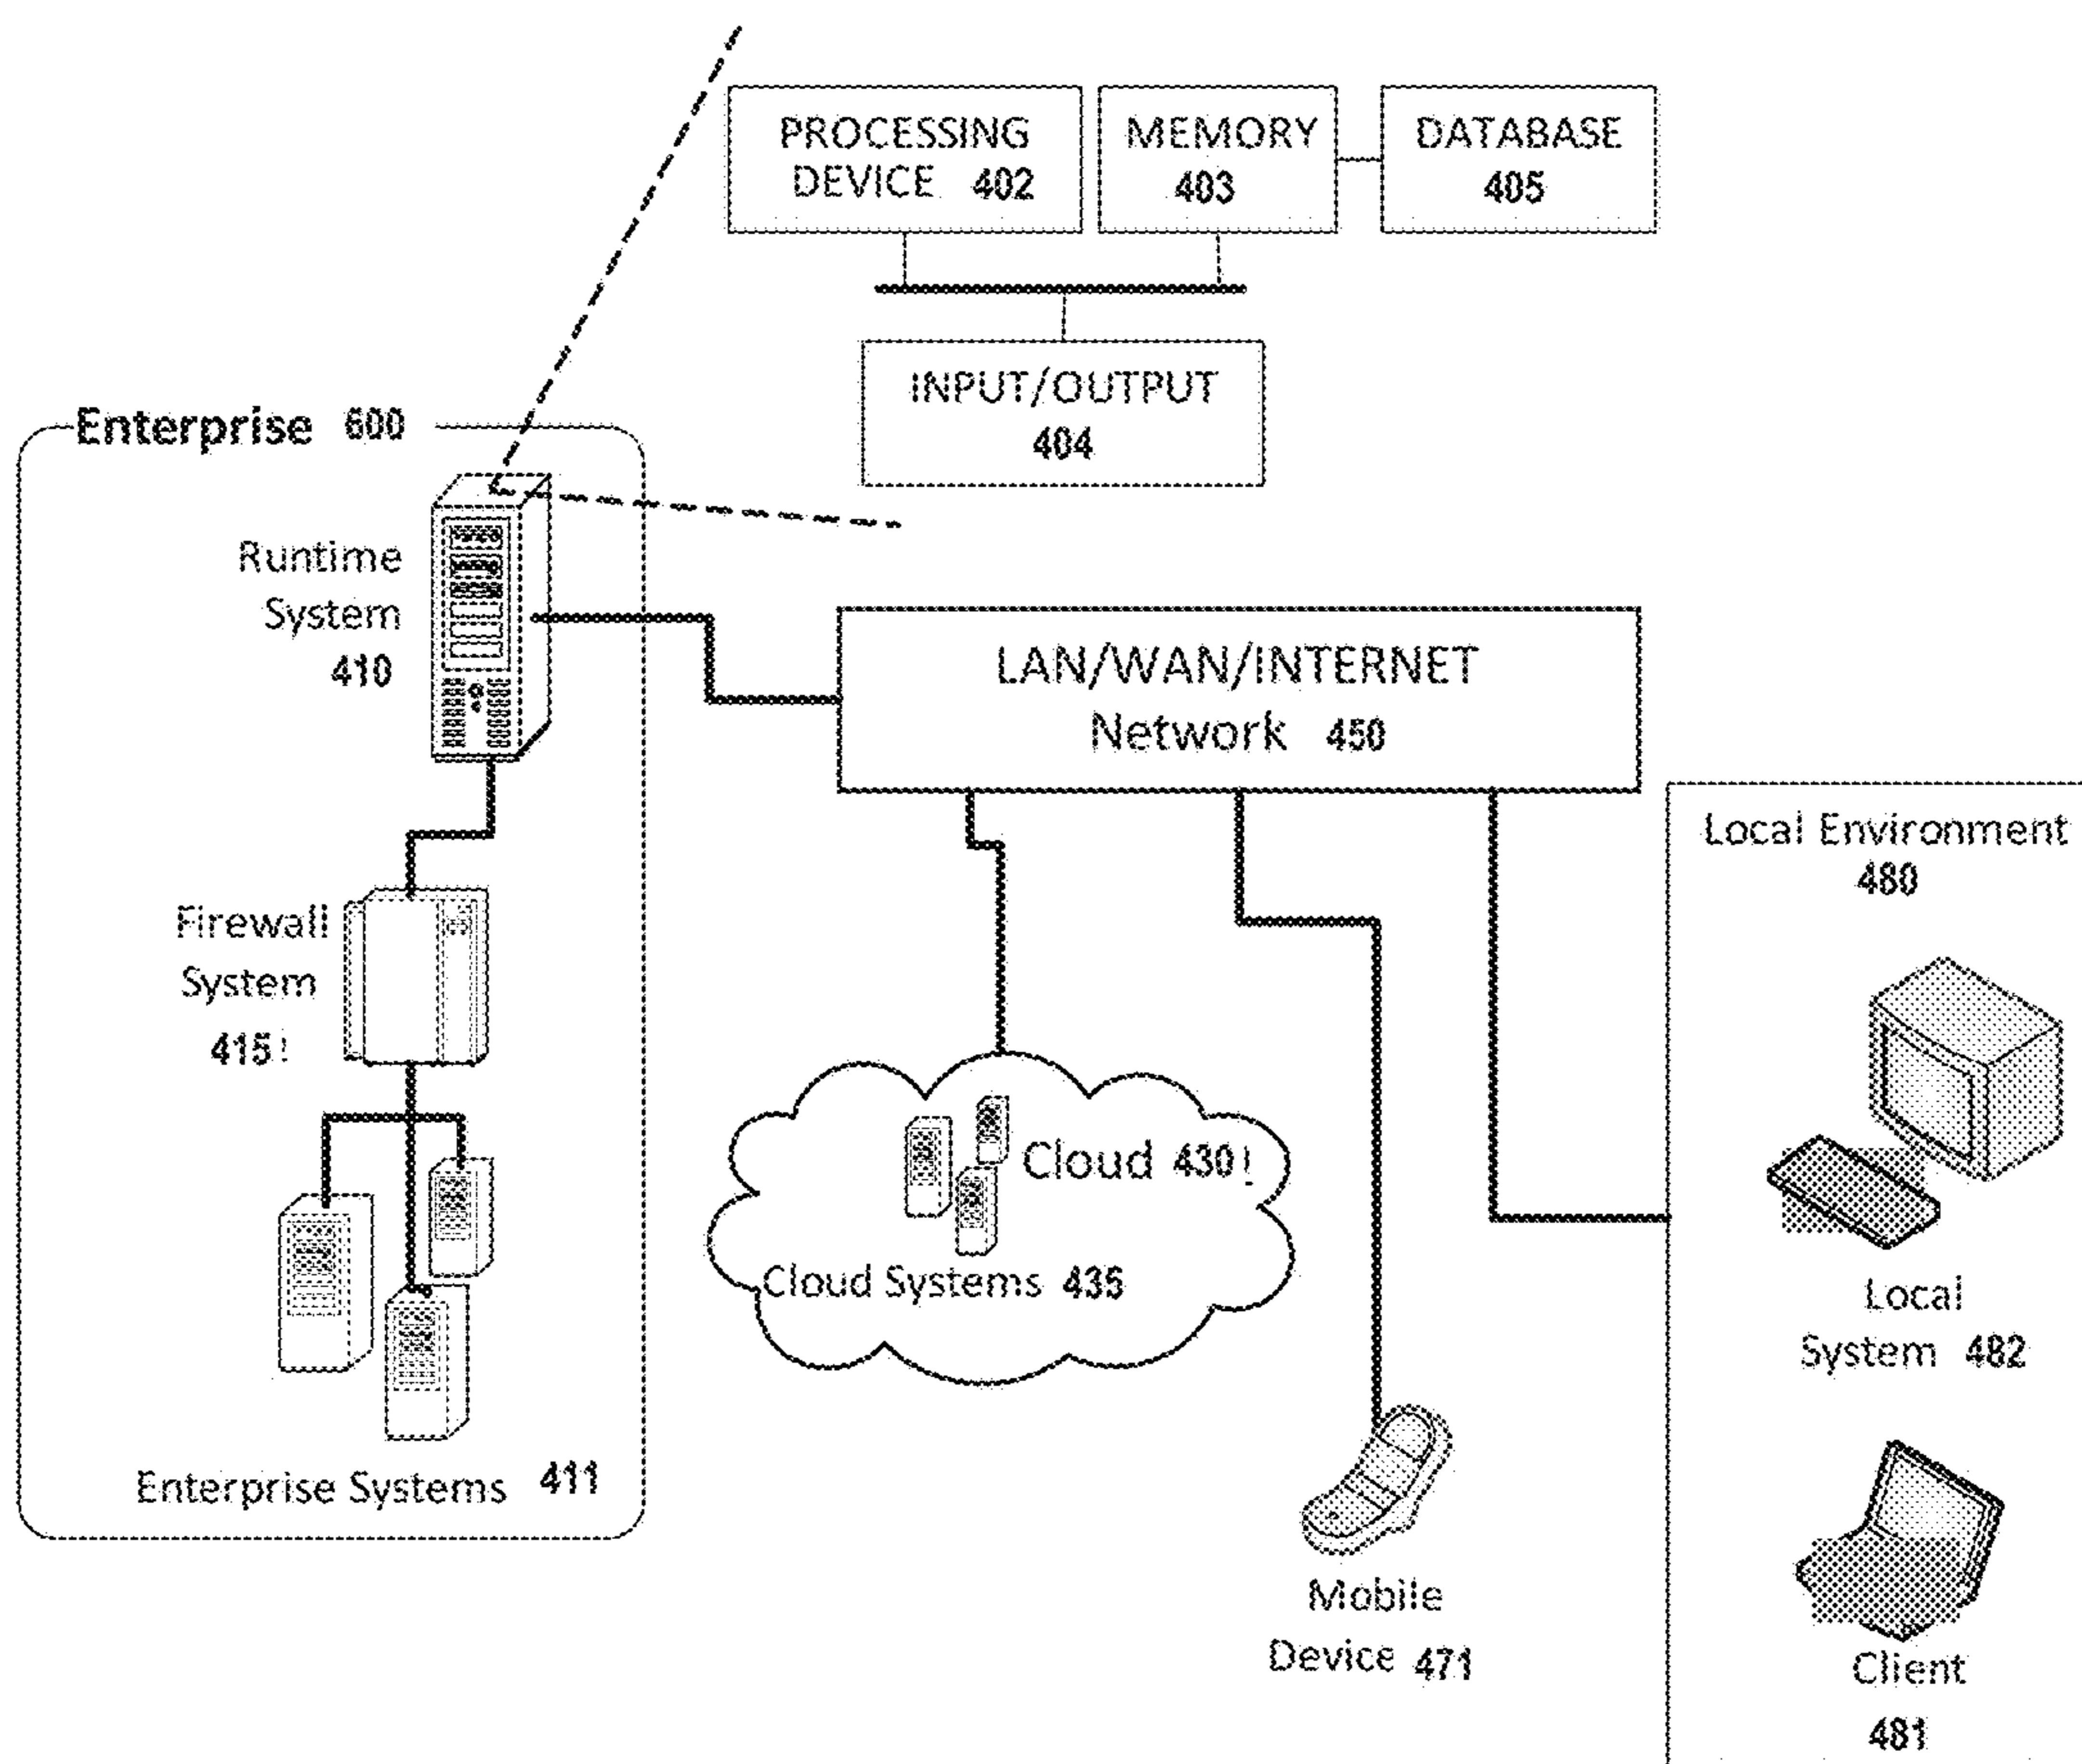 PROCESSING
DEVICE 402
MEMORY
403
DATABASE
405
INPUT/OUTPUT
404
Enterprise 600
Runtime
System
410
LAN/WAN/INTERNET
Network 450
Firewall
System
415
Enterprise Systems 411
Cloud 430
Cloud Systems 435
Mobile
Device 471
Local Environment
480
Local
System 482
Client
481